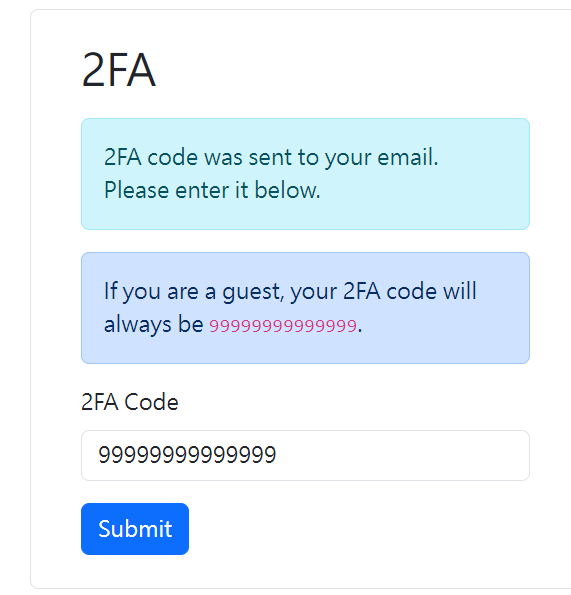 2FA
2FA code was sent to your email.
Please enter it below.
If you are a guest, your 2FA code will
always be 99999999999999.
2FA Code
99999999999999
Submit